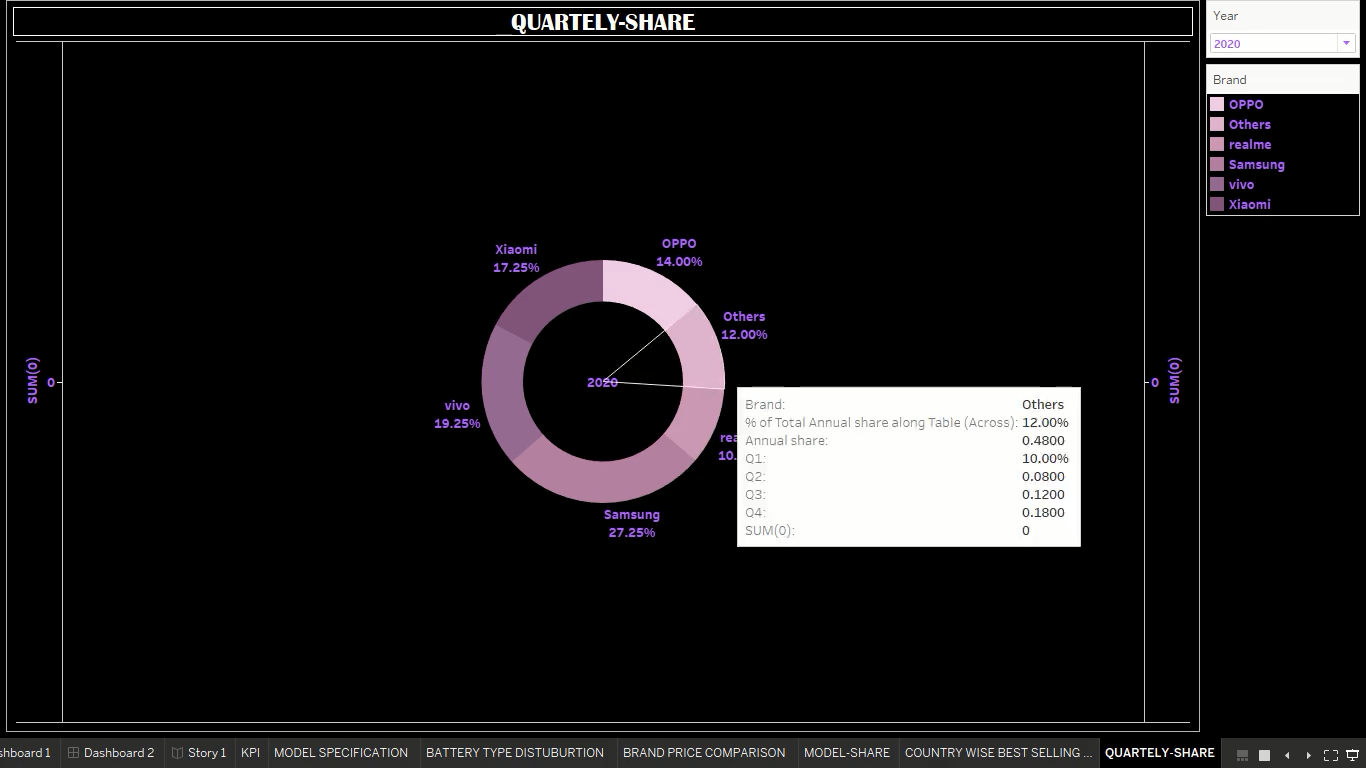 QUARTELY-SHARE
Year
2020
Brand
OPPO
Others
realme
Samsung
vivo
Xiaomi
Xiaomi
17.25%
OPPO
14.00%
Others
12.00%
SUM(0)
0
2020
0
SUM(0)
vivo
19.25%
rea
10.
Samsung
27.25%
Brand: Others
% of Total Annual share along Table (Across): 12.00%
Annual share: 0.4800
Q1: 10.00%
Q2: 0.0800
Q3: 0.1200
Q4: 0.1800
SUM(0): 0
shboard 1 Dashboard 2 Story 1 KPI MODEL SPECIFICATION BATTERY TYPE DISTUBURTION BRAND PRICE COMPARISON MODEL-SHARE COUNTRY WISE BEST SELLING ... QUARTELY-SHARE